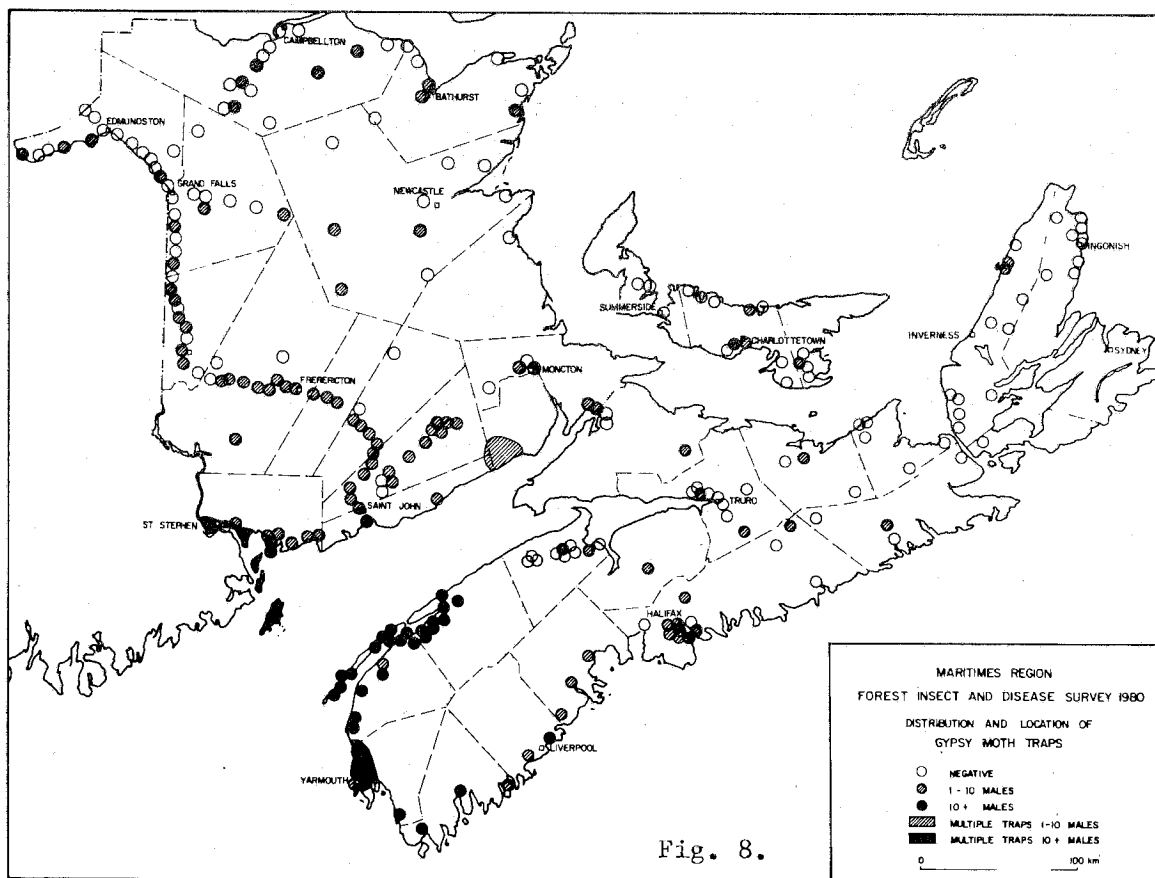 CAMPBELLTON
BATHURST
EDMUNDSTON
GRAND FALLS
NEWCASTLE
INGONISH
SUMMERSIDE
CHARLOTTETOWN
INVERNESS
SYDNEY
MONCTON
FRERERICTON
TRURO
SAINT JOHN
ST STEPHEN
HALIFAX
LIVERPOOL
YARMOUTH
MARITIMES REGION
FOREST INSECT AND DISEASE SURVEY 1980
DISTRIBUTION AND LOCATION OF
GYPSY MOTH TRAPS
NEGATIVE
1 - 10 MALES
10 + MALES
MULTIPLE TRAPS 1-10 MALES
MULTIPLE TRAPS 10 + MALES
0 100 km
Fig. 8.